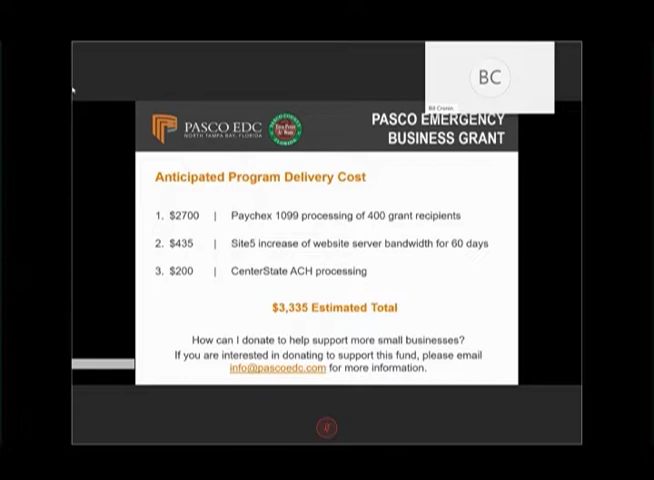 BC
Bill Cronin
PASCO EDC
NORTH TAMPA BAY, FLORIDA
PASCO EMERGENCY
BUSINESS GRANT
Anticipated Program Delivery Cost
1. $2700 | Paychex 1099 processing of 400 grant recipients
2. $435 | Site5 increase of website server bandwidth for 60 days
3. $200 | CenterState ACH processing
$3,335 Estimated Total
How can I donate to help support more small businesses?
If you are interested in donating to support this fund, please email
info@pascoedc.com for more information.